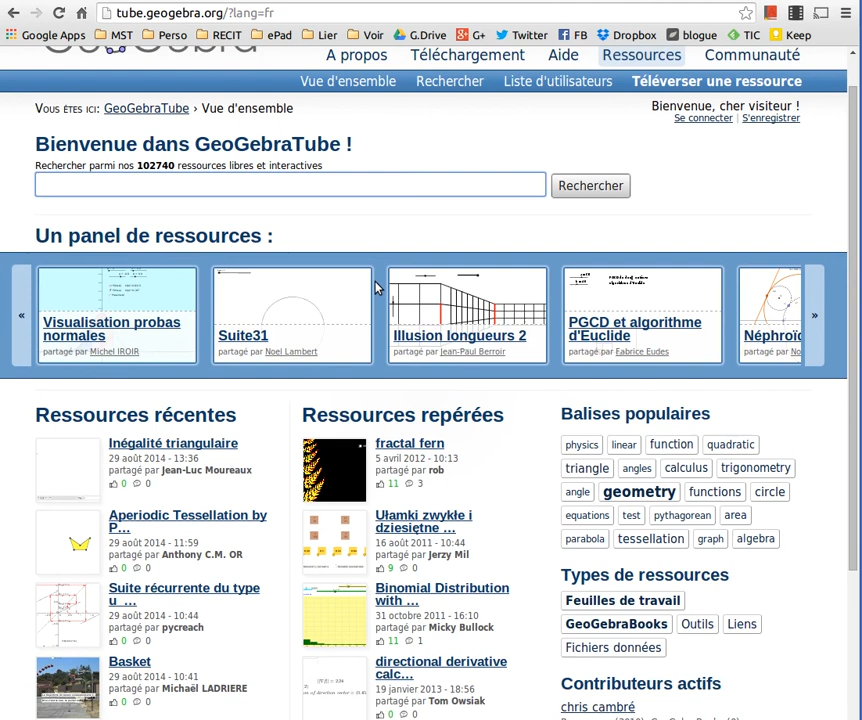 tube.geogebra.org/?lang=fr
Google Apps MST Perso RECIT ePad Lier Voir G.Drive G+ Twitter FB Dropbox blogue TIC Keep
GeoGebra
A propos Téléchargement Aide Ressources Communauté
Vue d'ensemble Rechercher Liste d'utilisateurs Téléverser une ressource
Vous êtes ici: GeoGebraTube › Vue d'ensemble
Bienvenue, cher visiteur !
Se connecter | S'enregistrer
Bienvenue dans GeoGebraTube !
Rechercher parmi nos 102740 ressources libres et interactives
Rechercher
Un panel de ressources :
«
Visualisation probas
normales
partagé par Michel IROIR
Suite31
partagé par Noel Lambert
Illusion longueurs 2
partagé par Jean-Paul Berroir
PGCD et algorithme
d'Euclide
partagé par Fabrice Eudes
Néphroïd
partagé par No
»
Ressources récentes
Inégalité triangulaire
29 août 2014 - 13:36
partagé par Jean-Luc Moureaux
0 0
Aperiodic Tessellation by
P...
29 août 2014 - 11:59
partagé par Anthony C.M. OR
0 0
Suite récurrente du type
u_...
29 août 2014 - 10:44
partagé par pycreach
0 0
Basket
29 août 2014 - 10:41
partagé par Michaël LADRIERE
0 0
Ressources repérées
fractal fern
5 avril 2012 - 10:13
partagé par rob
11 3
Ułamki zwykłe i
dziesiętne ...
16 août 2011 - 10:44
partagé par Jerzy Mil
9 0
Binomial Distribution
with ...
31 octobre 2011 - 16:10
partagé par Micky Bullock
11 1
directional derivative
calc...
19 janvier 2013 - 18:56
partagé par Tom Owsiak
0 0
Balises populaires
physics linear function quadratic
triangle angles calculus trigonometry
angle geometry functions circle
equations test pythagorean area
parabola tessellation graph algebra
Types de ressources
Feuilles de travail
GeoGebraBooks Outils Liens
Fichiers données
Contributeurs actifs
chris cambré